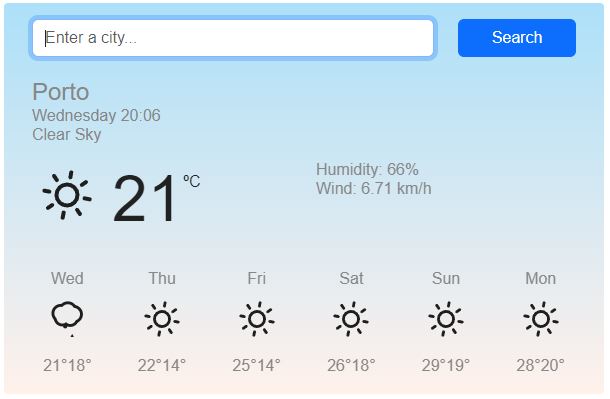 Enter a city...
Search
Porto
Wednesday 20:06
Clear Sky
21 ºC
Humidity: 66%
Wind: 6.71 km/h
Wed Thu Fri Sat Sun Mon
21°18° 22°14° 25°14° 26°18° 29°19° 28°20°